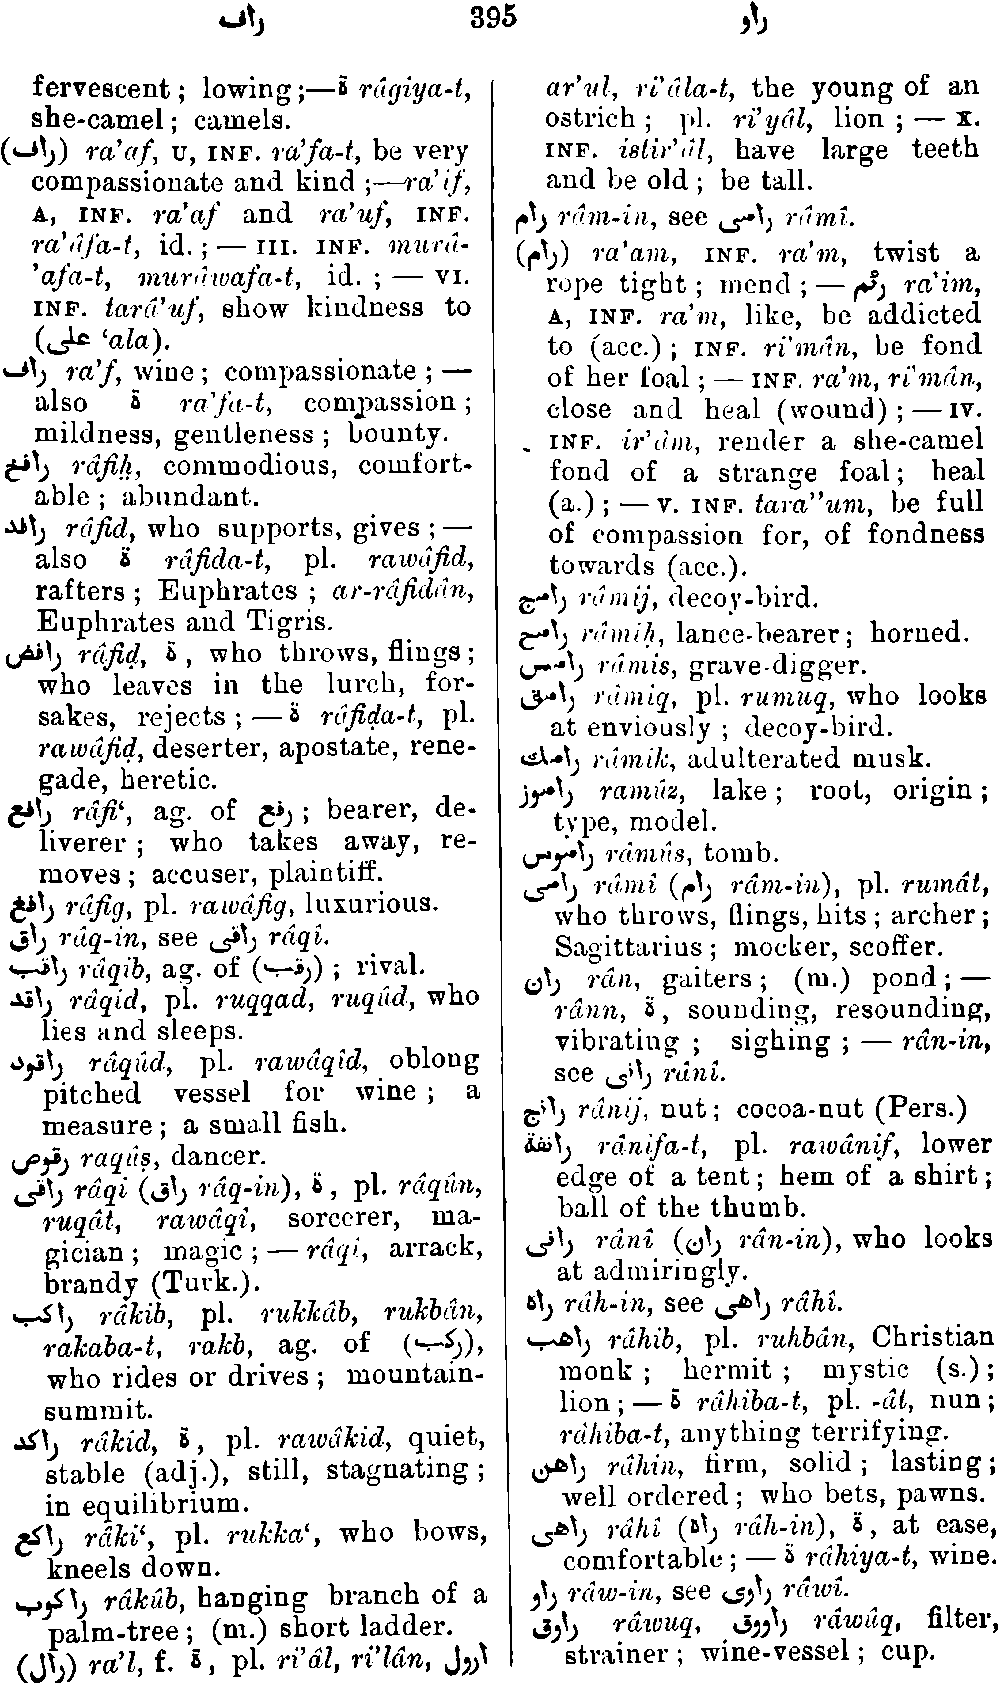 راف 395 راو
fervescent ; lowing ;—ة râgiya-t,
she-camel ; camels.
(راف) ra’af, U, INF. ra’fa-t, be very
compassionate and kind ;—ra’if,
A, INF. ra’af and ra’uf, INF.
ra’âfa-t, id. ; — III. INF. murâ-
’afa-t, murâwafa-t, id. ; — VI.
INF. tarâ’uf, show kindness to
(على ‘ala).
راف ra’f, wine ; compassionate ; —
also ة ra’fa-t, compassion ;
mildness, gentleness ; bounty.
رافح râfiḥ, commodious, comfort-
able ; abundant.
رافد râfid, who supports, gives ; —
also ة râfida-t, pl. rawâfid,
rafters ; Euphrates ; ar-râfidân,
Euphrates and Tigris.
رافض râfiḍ, ة , who throws, flings ;
who leaves in the lurch, for-
sakes, rejects ; — ة râfiḍa-t, pl.
rawâfiḍ, deserter, apostate, rene-
gade, heretic.
رافع râfi‘, ag. of رفع ; bearer, de-
liverer ; who takes away, re-
moves ; accuser, plaintiff.
رافغ râfig, pl. rawâfig, luxurious.
راق râq-in, see راقى râqî.
راقب râqib, ag. of (رقب) ; rival.
راقد râqid, pl. ruqqad, ruqûd, who
lies and sleeps.
راقود râqûd, pl. rawâqîd, oblong
pitched vessel for wine ; a
measure ; a small fish.
رقوص raqûṣ, dancer.
راقى râqî (راق râq-in), ة , pl. râqûn,
ruqât, rawâqî, sorcerer, ma-
gician ; magic ; — râqî, arrack,
brandy (Turk.).
راكب râkib, pl. rukkâb, rukbân,
rakaba-t, rakb, ag. of (ركب),
who rides or drives ; mountain-
summit.
راكد râkid, ة , pl. rawâkid, quiet,
stable (adj.), still, stagnating ;
in equilibrium.
راكع râki‘, pl. rukka‘, who bows,
kneels down.
راكوب râkûb, hanging branch of a
palm-tree ; (m.) short ladder.
(رال) ra’l, f. ة , pl. ri’âl, ri’lân, ارول
ar’ul, ri’âla-t, the young of an
ostrich ; pl. ri’yâl, lion ; — X.
INF. istir’âl, have large teeth
and be old ; be tall.
رام râm-in, see رامى râmî.
(رام) ra’am, INF. ra’m, twist a
rope tight ; mend ; — رئم ra’im,
A, INF. ra’m, like, be addicted
to (acc.) ; INF. ri’mân, be fond
of her foal ; — INF. ra’m, ri’mân,
close and heal (wound) ; — IV.
INF. ir’âm, render a she-camel
fond of a strange foal ; heal
(a.) ; — V. INF. tara’’um, be full
of compassion for, of fondness
towards (acc.).
رامج râmij, decoy-bird.
رامح râmiḥ, lance-bearer ; horned.
رامس râmis, grave-digger.
رامق râmiq, pl. rumuq, who looks
at enviously ; decoy-bird.
رامك râmik, adulterated musk.
راموز ramûz, lake ; root, origin ;
type, model.
راموس râmûs, tomb.
رامى râmî (رام râm-in), pl. rumât,
who throws, flings, hits ; archer ;
Sagittarius ; mocker, scoffer.
ران rân, gaiters ; (m.) pond ; —
rânn, ة , sounding, resounding,
vibrating ; sighing ; — rân-in,
see رانى rânî.
رانج rânij, nut ; cocoa-nut (Pers.)
رانفة rânifa-t, pl. rawânif, lower
edge of a tent ; hem of a shirt ;
ball of the thumb.
رانى rânî (ران rân-in), who looks
at admiringly.
راه râh-in, see راهى râhî.
راهب râhib, pl. ruhbân, Christian
monk ; hermit ; mystic (s.) ;
lion ; — ة râhiba-t, pl. -ât, nun ;
râhiba-t, anything terrifying.
راهن râhin, firm, solid ; lasting ;
well ordered ; who bets, pawns.
راهى râhî (راه râh-in), ة , at ease,
comfortable ; — ة râhiya-t, wine.
راو râw-in, see راوى râwî.
راوق râwuq, راووق râwûq, filter,
strainer ; wine-vessel ; cup.